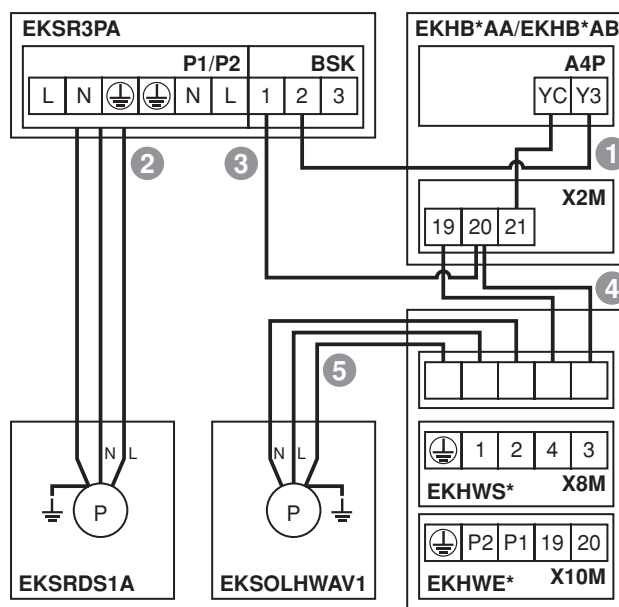 EKSR3PA
P1/P2 BSK
L N N L 1 2 3
2
3
EKHB*AA/EKHB*AB
A4P
YC Y3
1
X2M
19 20 21
4
5
N L
P
EKSRDS1A
N L
P
EKSOLHWAV1
1 2 4 3
EKHWS* X8M
P2 P1 19 20
EKHWE* X10M